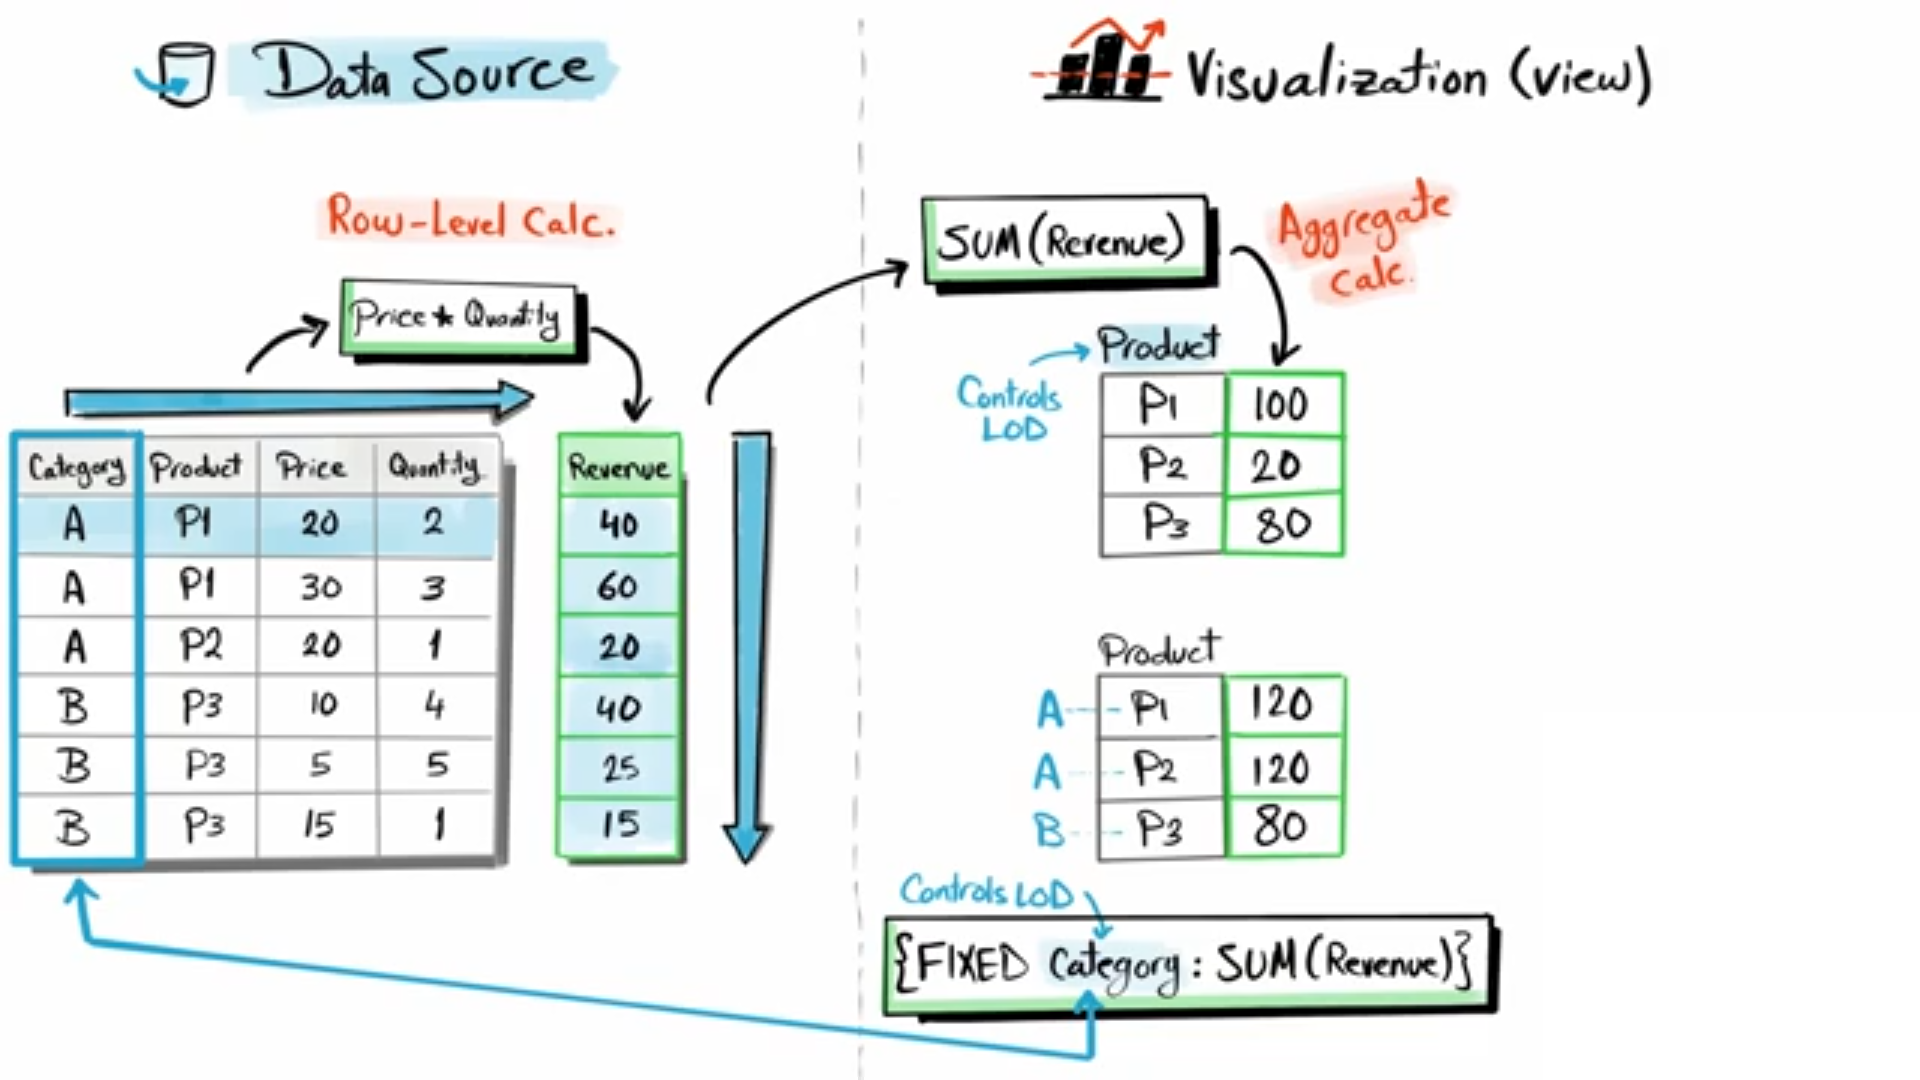 Data Source
Visualization (View)
Row-Level Calc.
Price * Quantity
Category Product Price Quantity Revenue
A P1 20 2 40
A P1 30 3 60
A P2 20 1 20
B P3 10 4 40
B P3 5 5 25
B P3 15 1 15
SUM(Revenue)
Aggregate
Calc.
Controls
LOD
Product
P1 100
P2 20
P3 80
Product
A P1 120
A P2 120
B P3 80
Controls LOD
{FIXED Category : SUM(Revenue)}